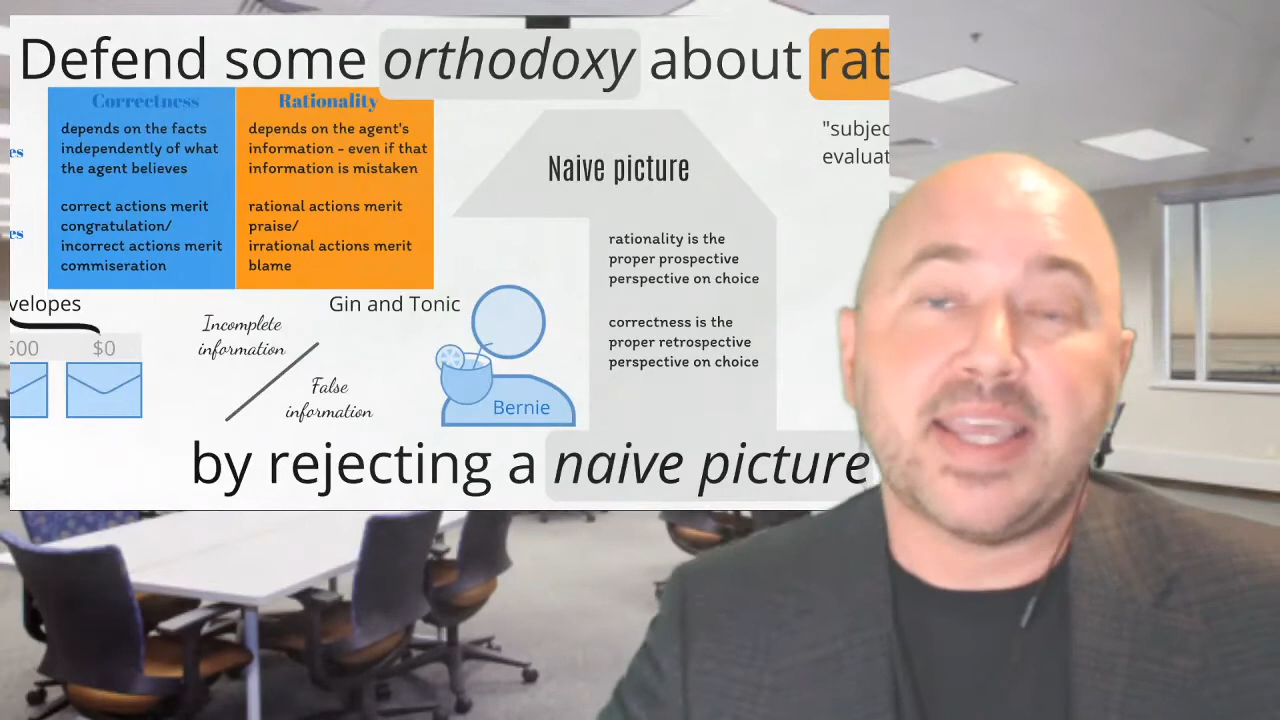 Defend some orthodoxy about rat
Correctness
depends on the facts
independently of what
the agent believes
correct actions merit
congratulation/
incorrect actions merit
commiseration
Rationality
depends on the agent's
information - even if that
information is mistaken
rational actions merit
praise/
irrational actions merit
blame
es
es
Naive picture
rationality is the
proper prospective
perspective on choice
correctness is the
proper retrospective
perspective on choice
"subjec
evaluat
velopes
500
$0
Incomplete
information
False
information
Gin and Tonic
Bernie
by rejecting a naive picture